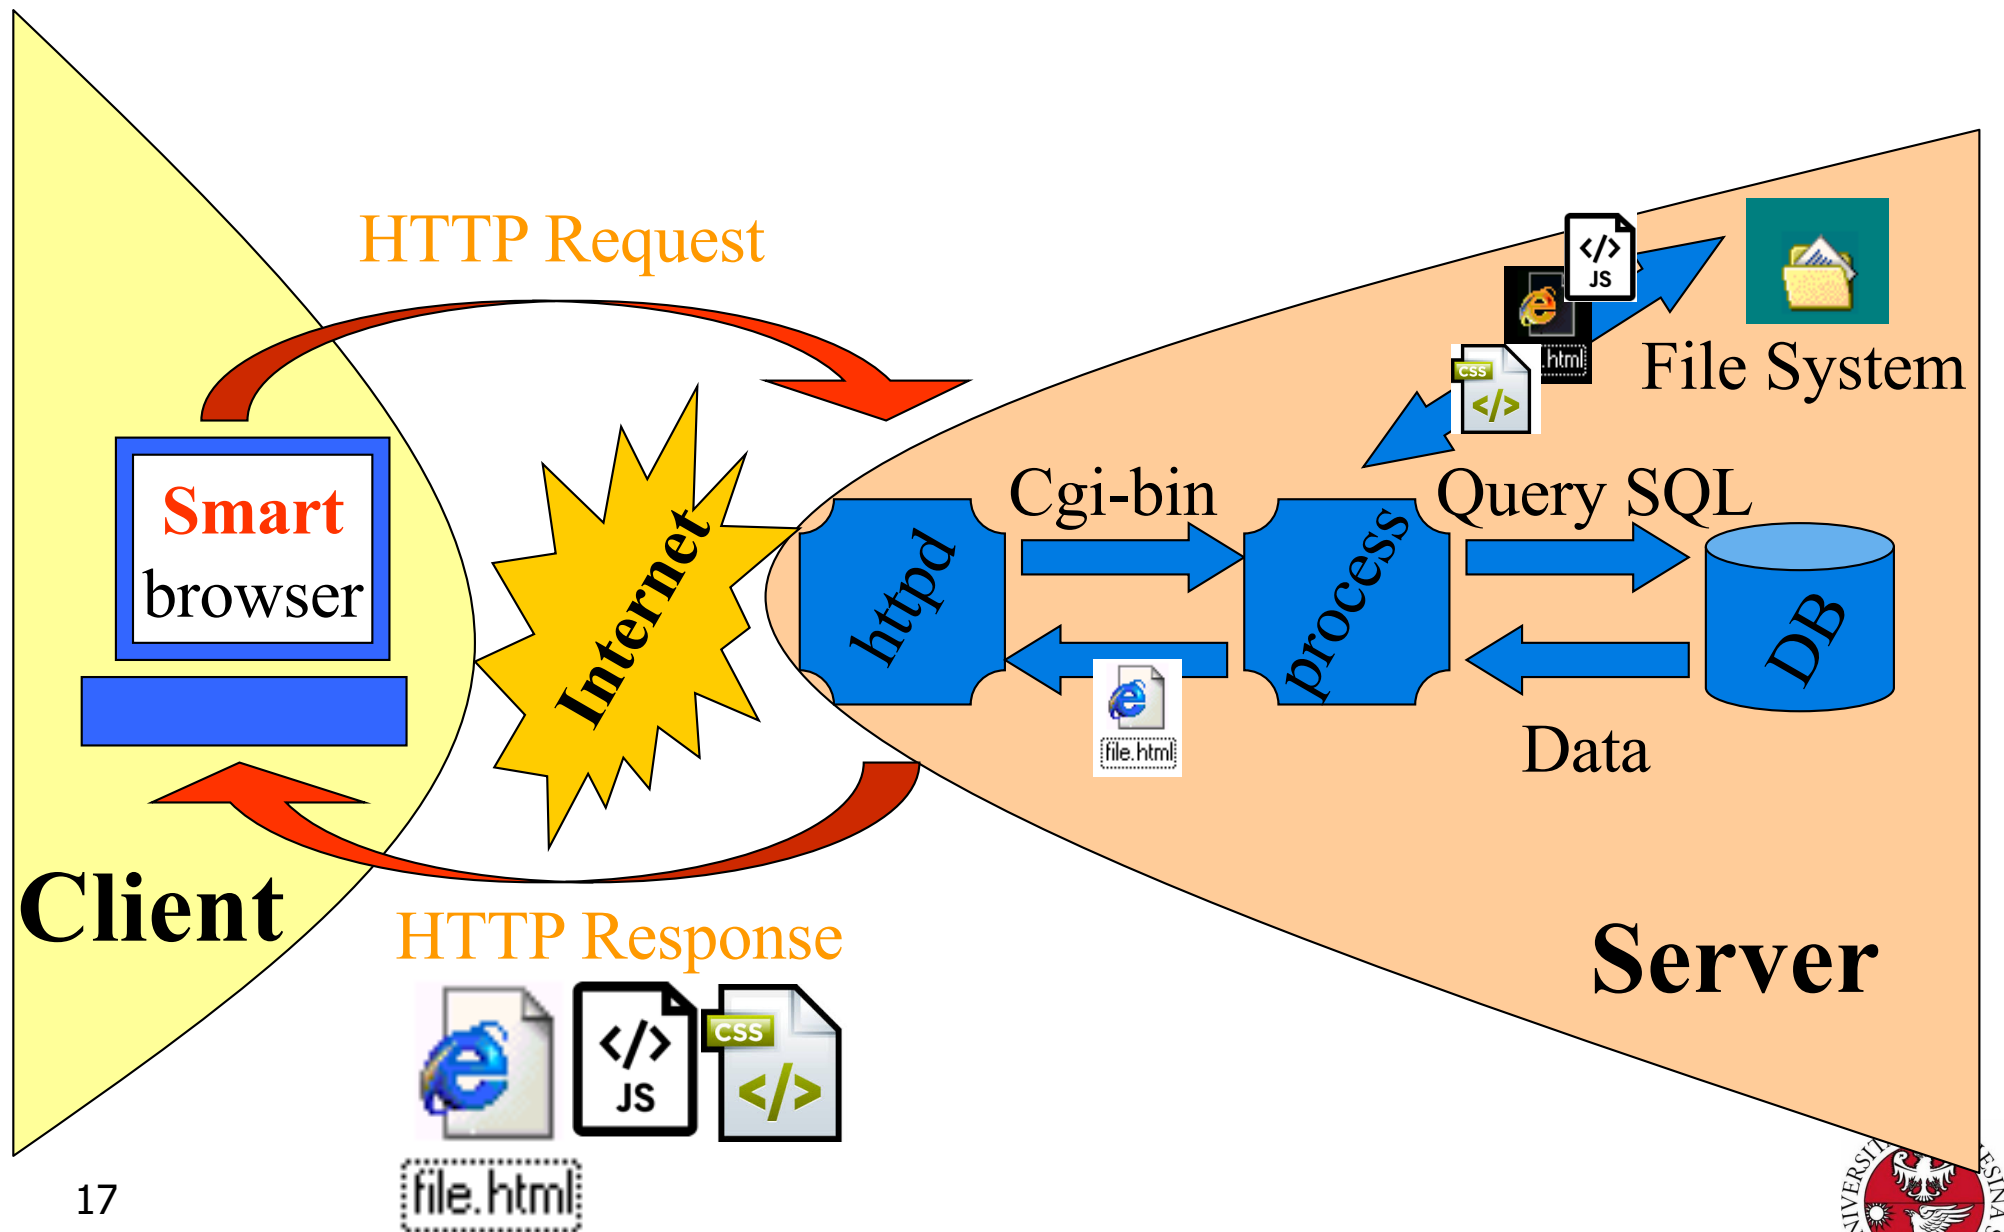 HTTP Request
</>
JS
.html
CSS
</>
File System
Smart
browser
Internet
httpd
Cgi-bin
process
Query SQL
DB
file.html
Data
Client
HTTP Response
Server
</>
JS
CSS
</>
file.html
17